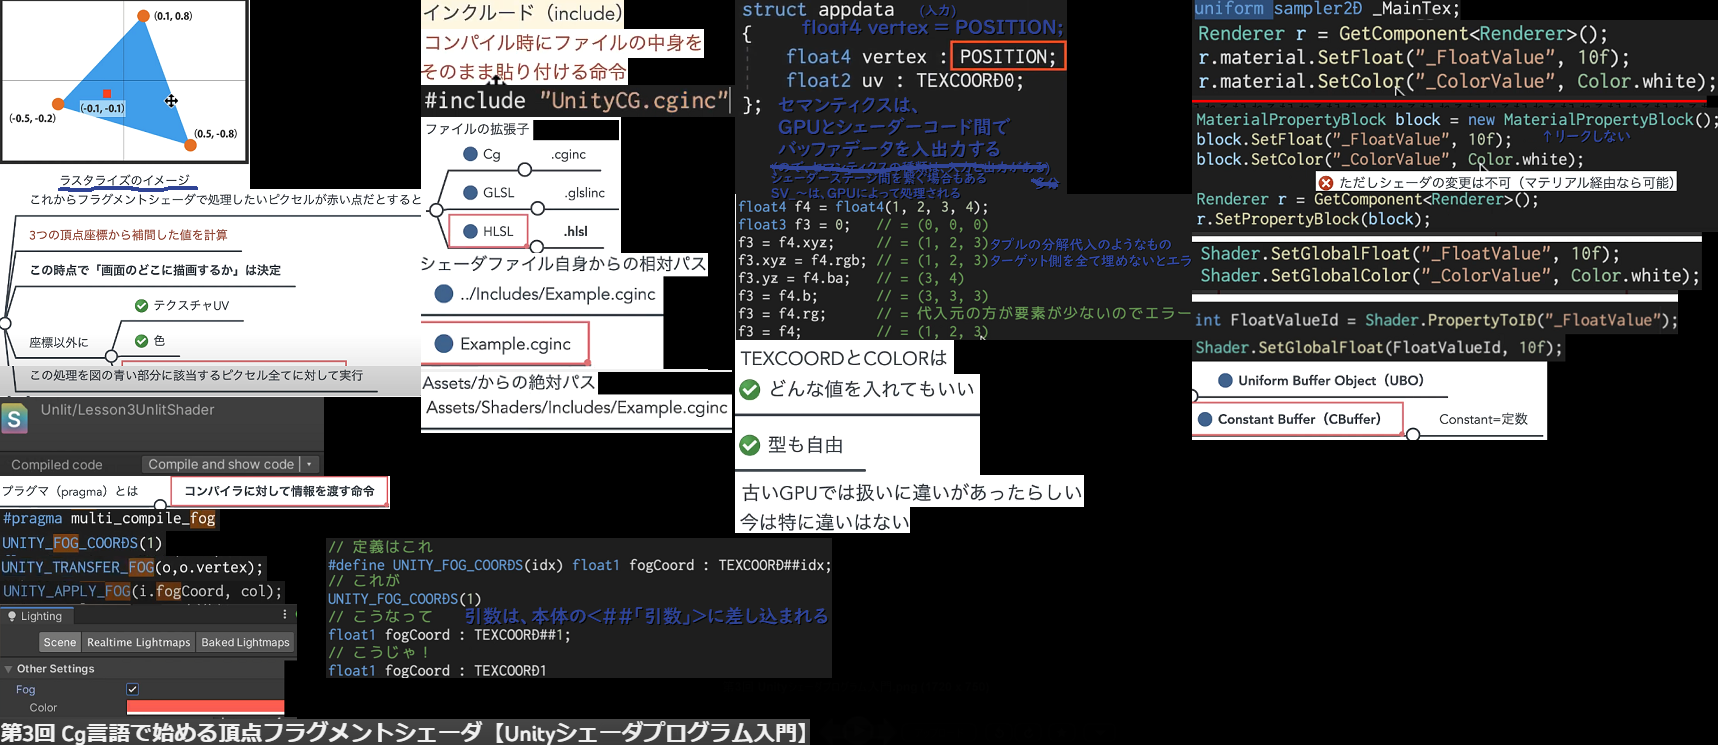 (0.1, 0.8)
(-0.1, -0.1)
(-0.5, -0.2)
(0.5, -0.8)
ラスタライズのイメージ
これからフラグメントシェーダで処理したいピクセルが赤い点だとすると
3つの頂点座標から補間した値を計算
この時点で「画面のどこに描画するか」は決定
テクスチャUV
座標以外に
色
この処理を図の青い部分に該当するピクセル全てに対して実行
S
Unlit/Lesson3UnlitShader
Compiled code
Compile and show code
プラグマ（pragma）とは
コンパイラに対して情報を渡す命令
#pragma multi_compile_fog
UNITY_FOG_COORDS(1)
UNITY_TRANSFER_FOG(o,o.vertex);
UNITY_APPLY_FOG(i.fogCoord, col);
Lighting
Scene
Realtime Lightmaps
Baked Lightmaps
Other Settings
Fog
Color
インクルード（include）
コンパイル時にファイルの中身を
そのまま貼り付ける命令
#include "UnityCG.cginc"
ファイルの拡張子
Cg
.cginc
GLSL
.glslinc
HLSL
.hlsl
シェーダファイル自身からの相対パス
../Includes/Example.cginc
Example.cginc
Assets/からの絶対パス
Assets/Shaders/Includes/Example.cginc
// 定義はこれ
#define UNITY_FOG_COORDS(idx) float1 fogCoord : TEXCOORD##idx;
// これが
UNITY_FOG_COORDS(1)
// こうなって
引数は、本体の<##「引数」>に差し込まれる
float1 fogCoord : TEXCOORD##1;
// こうじゃ！
float1 fogCoord : TEXCOORD1
struct appdata
(入力)
{
float4 vertex = POSITION;
float4 vertex : POSITION;
float2 uv : TEXCOORD0;
};
セマンティクスは、
GPUとシェーダーコード間で
バッファデータを入出力する
シェーダーステージ間を繋ぐ場合もある
SV_～は、GPUによって処理される
float4 f4 = float4(1, 2, 3, 4);
float3 f3 = 0; // = (0, 0, 0)
f3 = f4.xyz; // = (1, 2, 3)
タプルの分解代入のようなもの
f3.xyz = f4.rgb; // = (1, 2, 3)
ターゲット側を全て埋めないとエラ
f3.yz = f4.ba; // = (3, 4)
f3 = f4.b; // = (3, 3, 3)
f3 = f4.rg; // = 代入元の方が要素が少ないのでエラー
f3 = f4; // = (1, 2, 3)
TEXCOORDとCOLORは
どんな値を入れてもいい
型も自由
古いGPUでは扱いに違いがあったらしい
今は特に違いはない
uniform sampler2D _MainTex;
Renderer r = GetComponent<Renderer>();
r.material.SetFloat("_FloatValue", 10f);
r.material.SetColor("_ColorValue", Color.white);
MaterialPropertyBlock block = new MaterialPropertyBlock();
block.SetFloat("_FloatValue", 10f);
↑リークしない
block.SetColor("_ColorValue", Color.white);
ただしシェーダの変更は不可（マテリアル経由なら可能）
Renderer r = GetComponent<Renderer>();
r.SetPropertyBlock(block);
Shader.SetGlobalFloat("_FloatValue", 10f);
Shader.SetGlobalColor("_ColorValue", Color.white);
int FloatValueId = Shader.PropertyToID("_FloatValue");
Shader.SetGlobalFloat(FloatValueId, 10f);
Uniform Buffer Object（UBO）
Constant Buffer（CBuffer）
Constant=定数
第3回 Cg言語で始める頂点フラグメントシェーダ【Unityシェーダプログラム入門】